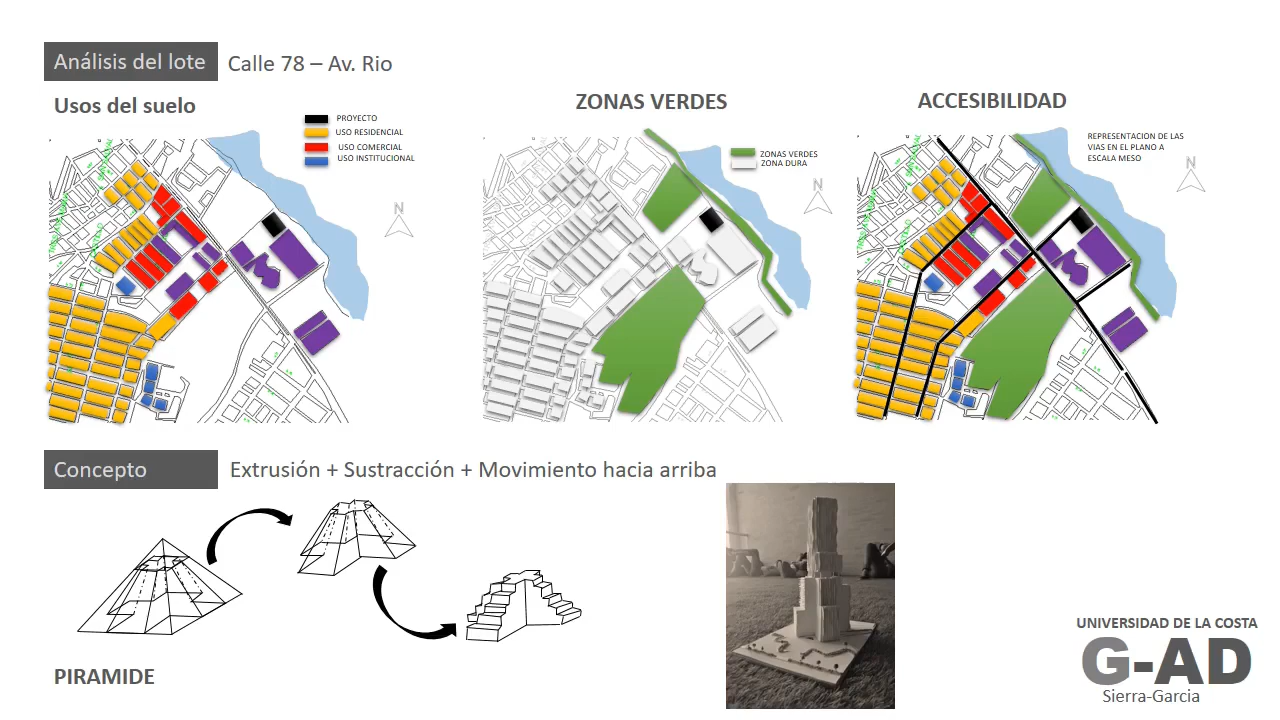 Análisis del lote
Calle 78 – Av. Rio
Usos del suelo
PROYECTO
USO RESIDENCIAL
USO COMERCIAL
USO INSTITUCIONAL
N
ZONAS VERDES
ZONAS VERDES
ZONA DURA
N
ACCESIBILIDAD
REPRESENTACION DE LAS
VIAS EN EL PLANO A
ESCALA MESO
N
Concepto
Extrusión + Sustracción + Movimiento hacia arriba
PIRAMIDE
UNIVERSIDAD DE LA COSTA
G-AD
Sierra-Garcia